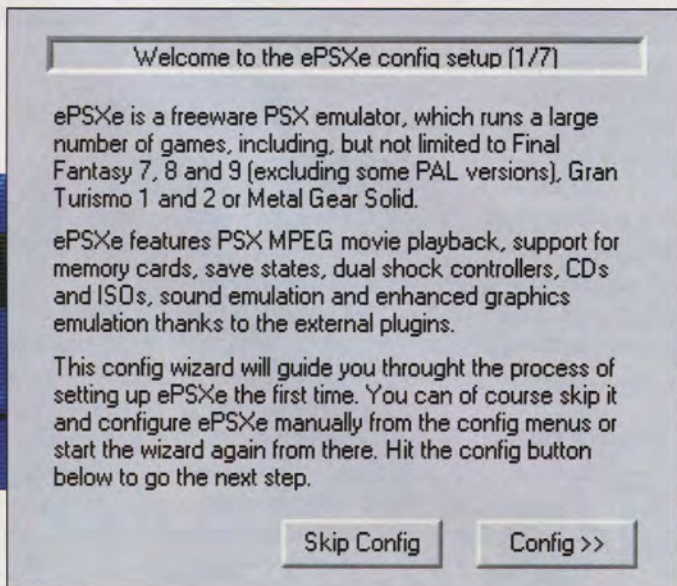 Welcome to the ePSXe config setup (1/7)
ePSXe is a freeware PSX emulator, which runs a large
number of games, including, but not limited to Final
Fantasy 7, 8 and 9 (excluding some PAL versions), Gran
Turismo 1 and 2 or Metal Gear Solid.
ePSXe features PSX MPEG movie playback, support for
memory cards, save states, dual shock controllers, CDs
and ISOs, sound emulation and enhanced graphics
emulation thanks to the external plugins.
This config wizard will guide you throught the process of
setting up ePSXe the first time. You can of course skip it
and configure ePSXe manually from the config menus or
start the wizard again from there. Hit the config button
below to go the next step.
Skip Config
Config >>